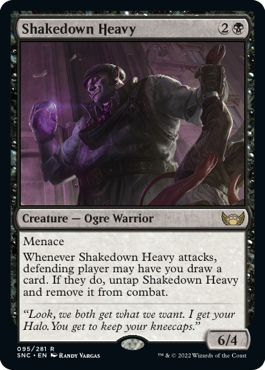 Shakedown Heavy 2
Creature — Ogre Warrior
Menace
Whenever Shakedown Heavy attacks,
defending player may have you draw a
card. If they do, untap Shakedown Heavy
and remove it from combat.
“Look, we both get what we want. I get your
Halo. You get to keep your kneecaps.”
6/4
095/281 R
SNC • EN RANDY VARGAS
™ & © 2022 Wizards of the Coast